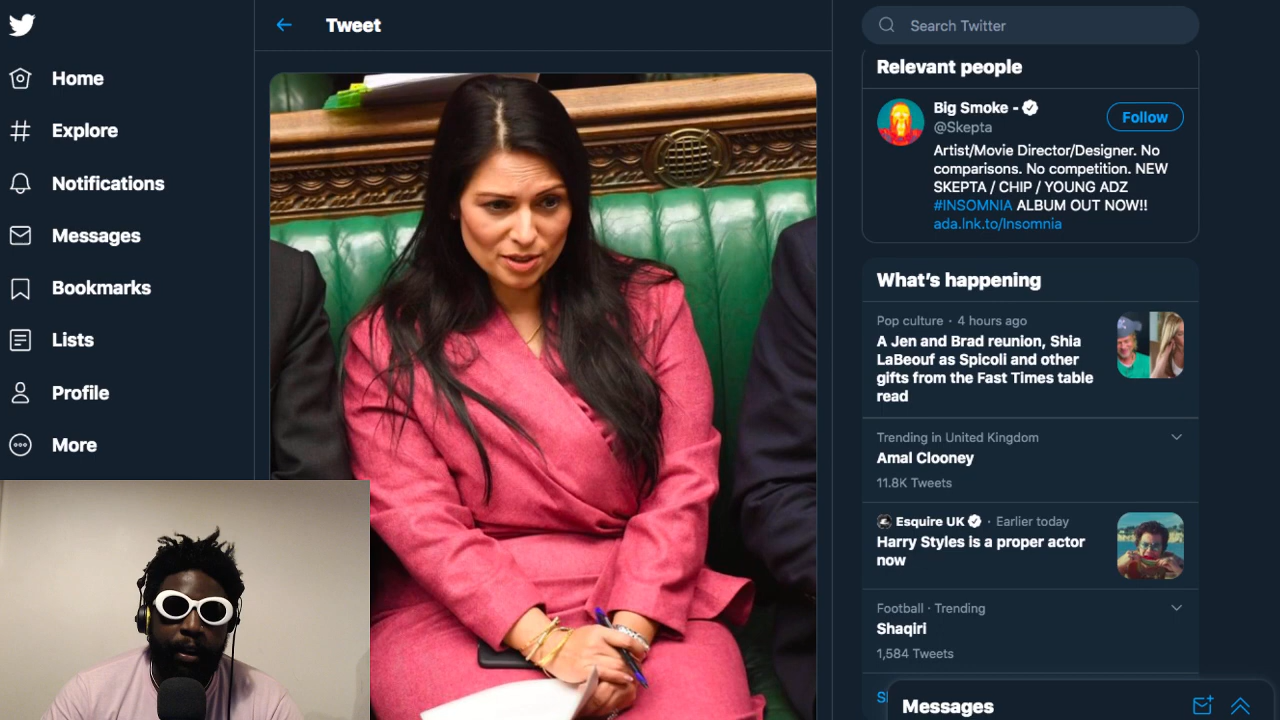 Home
Explore
Notifications
Messages
Bookmarks
Lists
Profile
More
Tweet
Search Twitter
Relevant people
Big Smoke -
@Skepta
Follow
Artist/Movie Director/Designer. No
comparisons. No competition. NEW
SKEPTA / CHIP / YOUNG ADZ
#INSOMNIA ALBUM OUT NOW!!
ada.lnk.to/Insomnia
What's happening
Pop culture · 4 hours ago
A Jen and Brad reunion, Shia
LaBeouf as Spicoli and other
gifts from the Fast Times table
read
Trending in United Kingdom
Amal Clooney
11.8K Tweets
Esquire UK · Earlier today
Harry Styles is a proper actor
now
Football · Trending
Shaqiri
1,584 Tweets
Messages